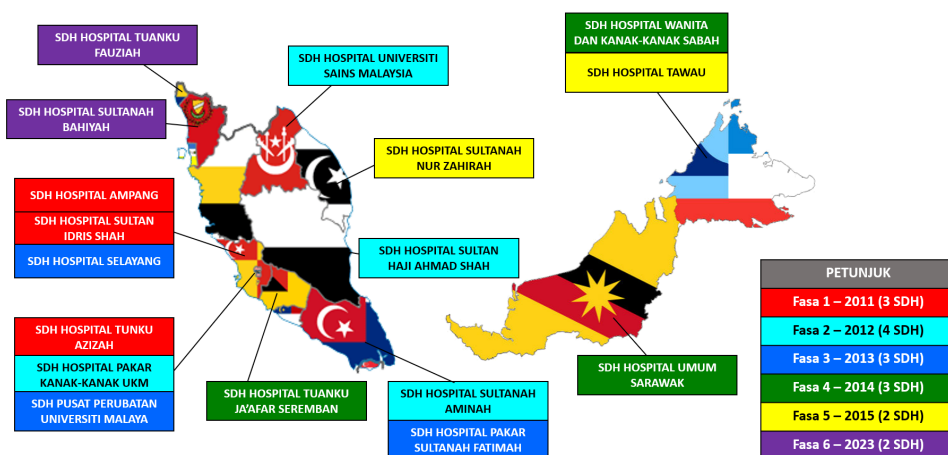 SDH HOSPITAL TUANKU
FAUZIAH
SDH HOSPITAL SULTANAH
BAHIYAH
SDH HOSPITAL UNIVERSITI
SAINS MALAYSIA
SDH HOSPITAL SULTANAH
NUR ZAHIRAH
SDH HOSPITAL AMPANG
SDH HOSPITAL SULTAN
IDRIS SHAH
SDH HOSPITAL SELAYANG
SDH HOSPITAL SULTAN
HAJI AHMAD SHAH
SDH HOSPITAL TUNKU
AZIZAH
SDH HOSPITAL PAKAR
KANAK-KANAK UKM
SDH PUSAT PERUBATAN
UNIVERSITI MALAYA
SDH HOSPITAL TUANKU
JA'AFAR SEREMBAN
SDH HOSPITAL SULTANAH
AMINAH
SDH HOSPITAL PAKAR
SULTANAH FATIMAH
SDH HOSPITAL WANITA
DAN KANAK-KANAK SABAH
SDH HOSPITAL TAWAU
SDH HOSPITAL UMUM
SARAWAK
PETUNJUK
Fasa 1 – 2011 (3 SDH)
Fasa 2 – 2012 (4 SDH)
Fasa 3 – 2013 (3 SDH)
Fasa 4 – 2014 (3 SDH)
Fasa 5 – 2015 (2 SDH)
Fasa 6 – 2023 (2 SDH)